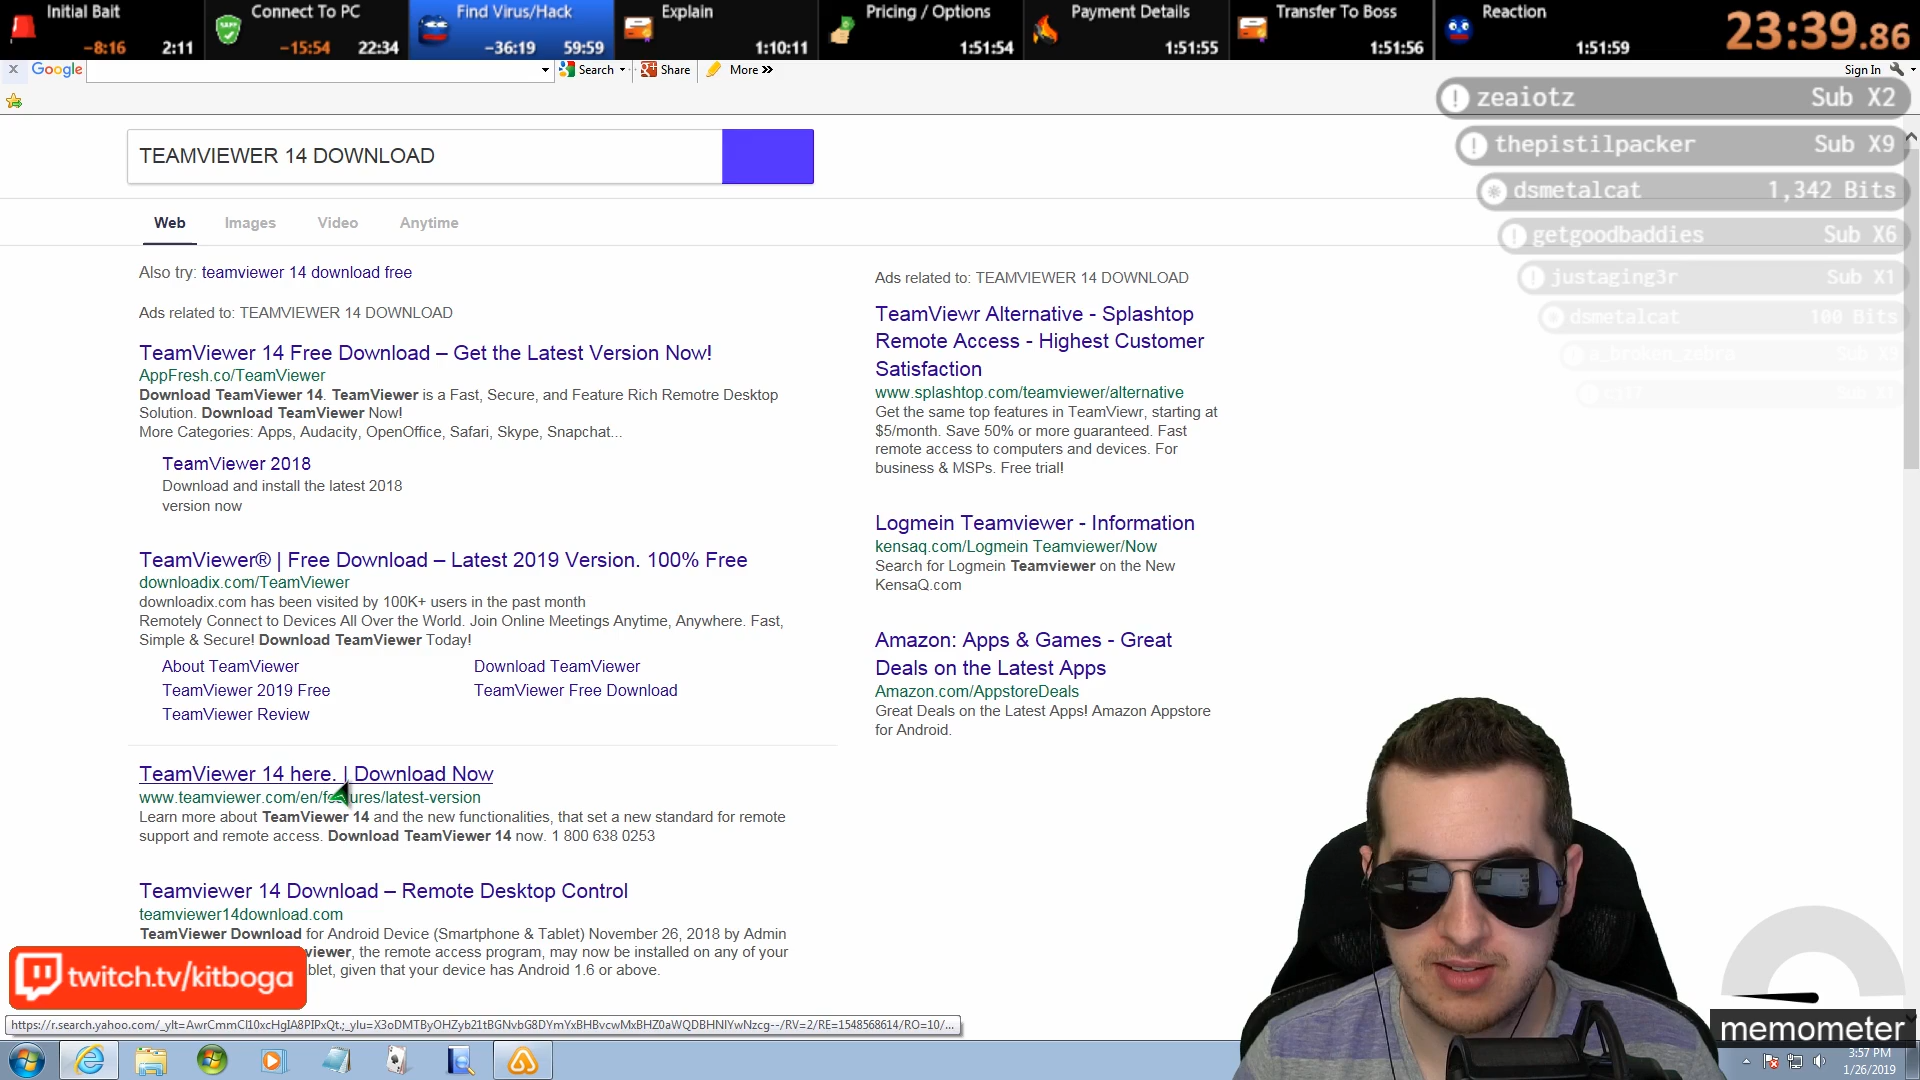 Initial Bait
-8:16 2:11
Connect To PC
-15:54 22:34
Find Virus/Hack
-36:19 59:59
Explain
1:10:11
Pricing / Options
1:51:54
Payment Details
1:51:55
Transfer To Boss
1:51:56
Reaction
1:51:59
23:39.86
x Google Search Share More »
Sign In
zeaiotz Sub X2
thepistilpacker Sub X9
dsmetalcat 1,342 Bits
getgoodbaddies Sub X6
justaging3r Sub X1
dsmetalcat 100 Bits
a_broken_zebra Sub X9
TEAMVIEWER 14 DOWNLOAD
Web Images Video Anytime
Also try: teamviewer 14 download free
Ads related to: TEAMVIEWER 14 DOWNLOAD
TeamViewer 14 Free Download – Get the Latest Version Now!
AppFresh.co/TeamViewer
Download TeamViewer 14. TeamViewer is a Fast, Secure, and Feature Rich Remotre Desktop
Solution. Download TeamViewer Now!
More Categories: Apps, Audacity, OpenOffice, Safari, Skype, Snapchat...
TeamViewer 2018
Download and install the latest 2018
version now
TeamViewer® | Free Download – Latest 2019 Version. 100% Free
downloadix.com/TeamViewer
downloadix.com has been visited by 100K+ users in the past month
Remotely Connect to Devices All Over the World. Join Online Meetings Anytime, Anywhere. Fast,
Simple & Secure! Download TeamViewer Today!
About TeamViewer Download TeamViewer
TeamViewer 2019 Free TeamViewer Free Download
TeamViewer Review
TeamViewer 14 here. | Download Now
www.teamviewer.com/en/features/latest-version
Learn more about TeamViewer 14 and the new functionalities, that set a new standard for remote
support and remote access. Download TeamViewer 14 now. 1 800 638 0253
Teamviewer 14 Download – Remote Desktop Control
teamviewer14download.com
TeamViewer Download for Android Device (Smartphone & Tablet) November 26, 2018 by Admin
viewer, the remote access program, may now be installed on any of your
blet, given that your device has Android 1.6 or above.
Ads related to: TEAMVIEWER 14 DOWNLOAD
TeamViewr Alternative - Splashtop
Remote Access - Highest Customer
Satisfaction
www.splashtop.com/teamviewer/alternative
Get the same top features in TeamViewr, starting at
$5/month. Save 50% or more guaranteed. Fast
remote access to computers and devices. For
business & MSPs. Free trial!
Logmein Teamviewer - Information
kensaq.com/Logmein Teamviewer/Now
Search for Logmein Teamviewer on the New
KensaQ.com
Amazon: Apps & Games - Great
Deals on the Latest Apps
Amazon.com/AppstoreDeals
Great Deals on the Latest Apps! Amazon Appstore
for Android.
twitch.tv/kitboga
memometer
3:57 PM
1/26/2019